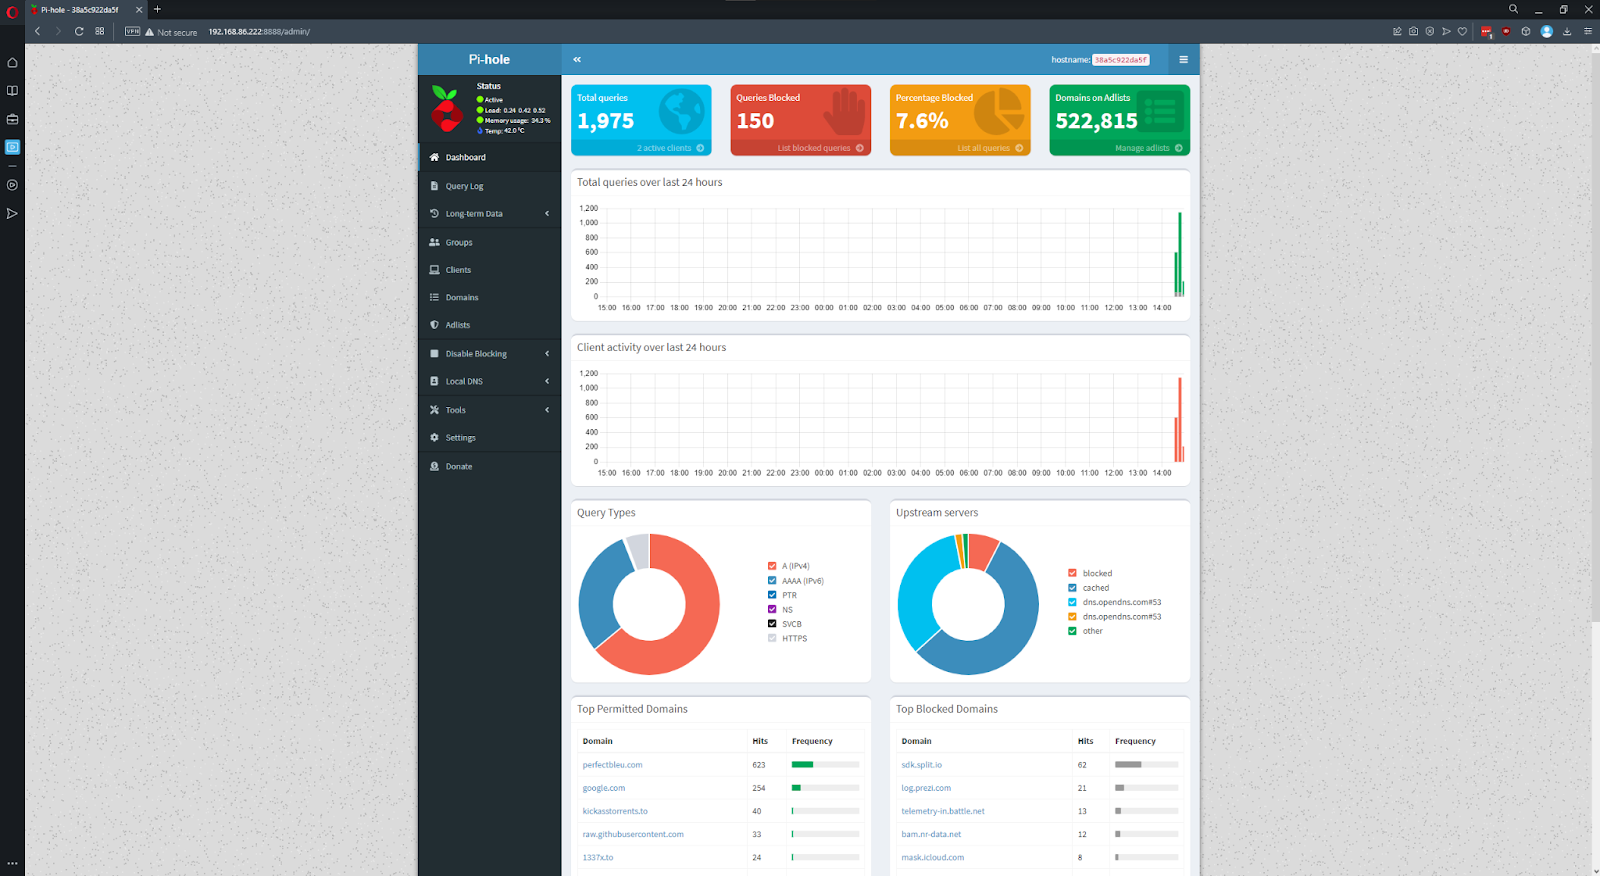 Pi-hole - 38a5c922da5f
VPN Not secure 192.168.86.222:8888/admin/
Pi-hole
hostname: 38a5c922da5f
Status
Active
Load: 0.24 0.42 0.52
Memory usage: 34.3 %
Temp: 42.0 °C
Dashboard
Query Log
Long-term Data
Groups
Clients
Domains
Adlists
Disable Blocking
Local DNS
Tools
Settings
Donate
Total queries
1,975
2 active clients
Queries Blocked
150
List blocked queries
Percentage Blocked
7.6%
List all queries
Domains on Adlists
522,815
Manage adlists
Total queries over last 24 hours
1,200
1,000
800
600
400
200
0
15:00 16:00 17:00 18:00 19:00 20:00 21:00 22:00 23:00 00:00 01:00 02:00 03:00 04:00 05:00 06:00 07:00 08:00 09:00 10:00 11:00 12:00 13:00 14:00
Client activity over last 24 hours
1,200
1,000
800
600
400
200
0
15:00 16:00 17:00 18:00 19:00 20:00 21:00 22:00 23:00 00:00 01:00 02:00 03:00 04:00 05:00 06:00 07:00 08:00 09:00 10:00 11:00 12:00 13:00 14:00
Query Types
A (IPv4)
AAAA (IPv6)
PTR
NS
SVCB
HTTPS
Upstream servers
blocked
cached
dns.opendns.com#53
dns.opendns.com#53
other
Top Permitted Domains
Domain Hits Frequency
perfectbleu.com 623
google.com 254
kickasstorrents.to 40
raw.githubusercontent.com 33
1337x.to 24
Top Blocked Domains
Domain Hits Frequency
sdk.split.io 62
log.prezi.com 21
telemetry-in.battle.net 13
bam.nr-data.net 12
mask.icloud.com 8